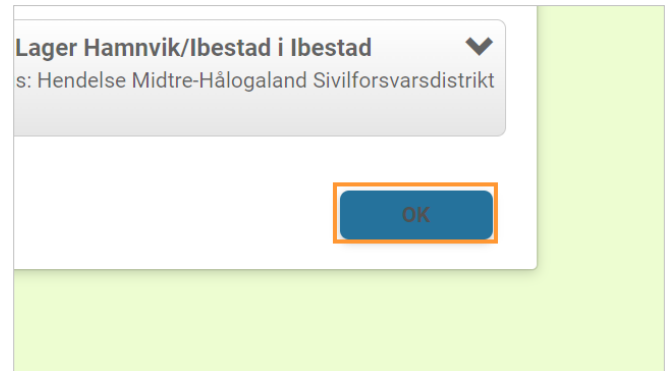 Lager Hamnvik/Ibestad i Ibestad
s: Hendelse Midtre-Hålogaland Sivilforsvarsdistrikt
OK